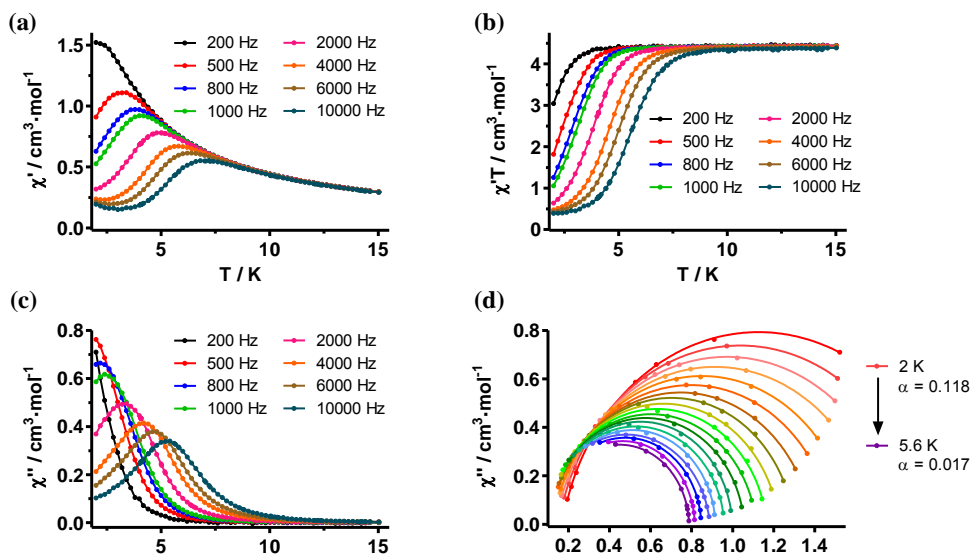 (a)
χ' / cm³·mol⁻¹
1.5
1.0
0.5
0.0
5
10
15
T / K
200 Hz
500 Hz
800 Hz
1000 Hz
2000 Hz
4000 Hz
6000 Hz
10000 Hz
(b)
χ'T / cm³·mol⁻¹
4
3
2
1
0
5
10
15
T / K
200 Hz
500 Hz
800 Hz
1000 Hz
2000 Hz
4000 Hz
6000 Hz
10000 Hz
(c)
χ'' / cm³·mol⁻¹
0.8
0.6
0.4
0.2
0.0
5
10
15
200 Hz
500 Hz
800 Hz
1000 Hz
2000 Hz
4000 Hz
6000 Hz
10000 Hz
(d)
χ'' / cm³·mol⁻¹
0.8
0.6
0.4
0.2
0.0
0.2 0.4 0.6 0.8 1.0 1.2 1.4
2 K
α = 0.118
5.6 K
α = 0.017